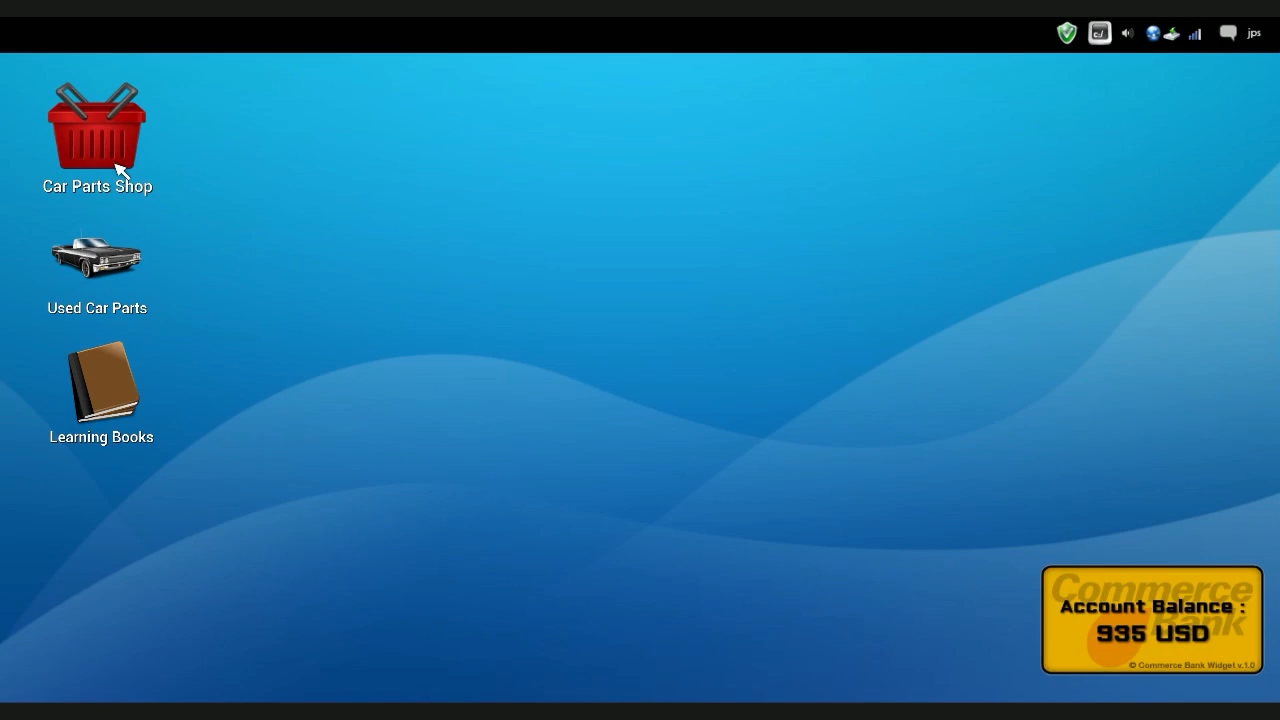 c:/
jps
Car Parts Shop
Used Car Parts
Learning Books
Commerce
Bank
Account Balance :
935 USD
© Commerce Bank Widget v.1.0